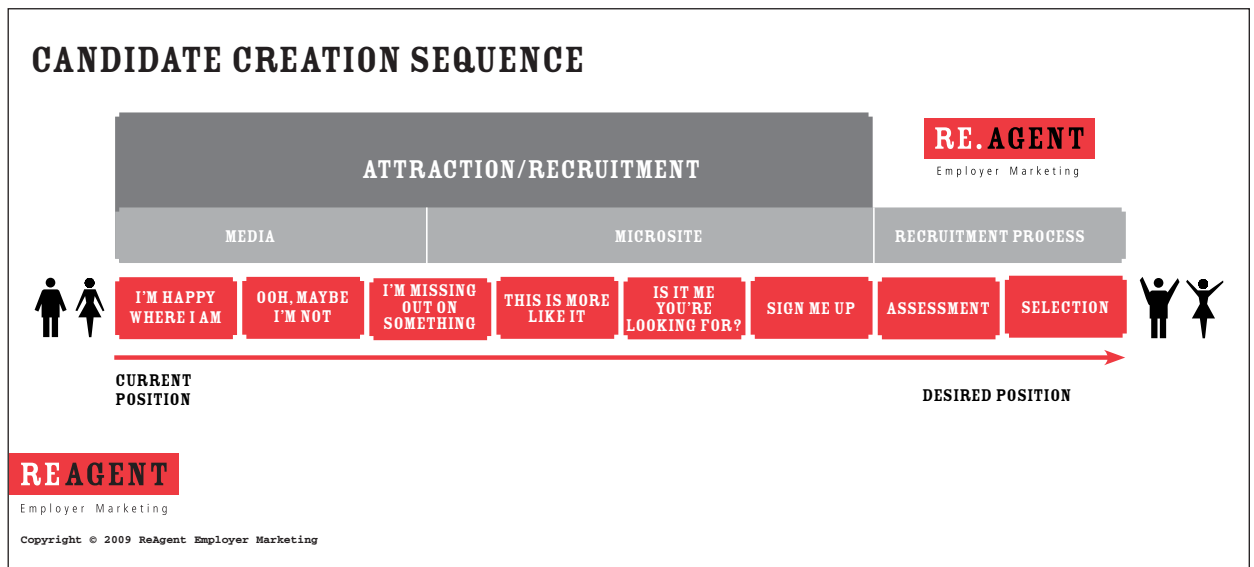 CANDIDATE CREATION SEQUENCE
ATTRACTION/RECRUITMENT
RE.AGENT
Employer Marketing
MEDIA
MICROSITE
RECRUITMENT PROCESS
I'M HAPPY
WHERE I AM
OOH, MAYBE
I'M NOT
I'M MISSING
OUT ON
SOMETHING
THIS IS MORE
LIKE IT
IS IT ME
YOU'RE
LOOKING FOR?
SIGN ME UP
ASSESSMENT
SELECTION
CURRENT
POSITION
DESIRED POSITION
REAGENT
Employer Marketing
Copyright © 2009 ReAgent Employer Marketing